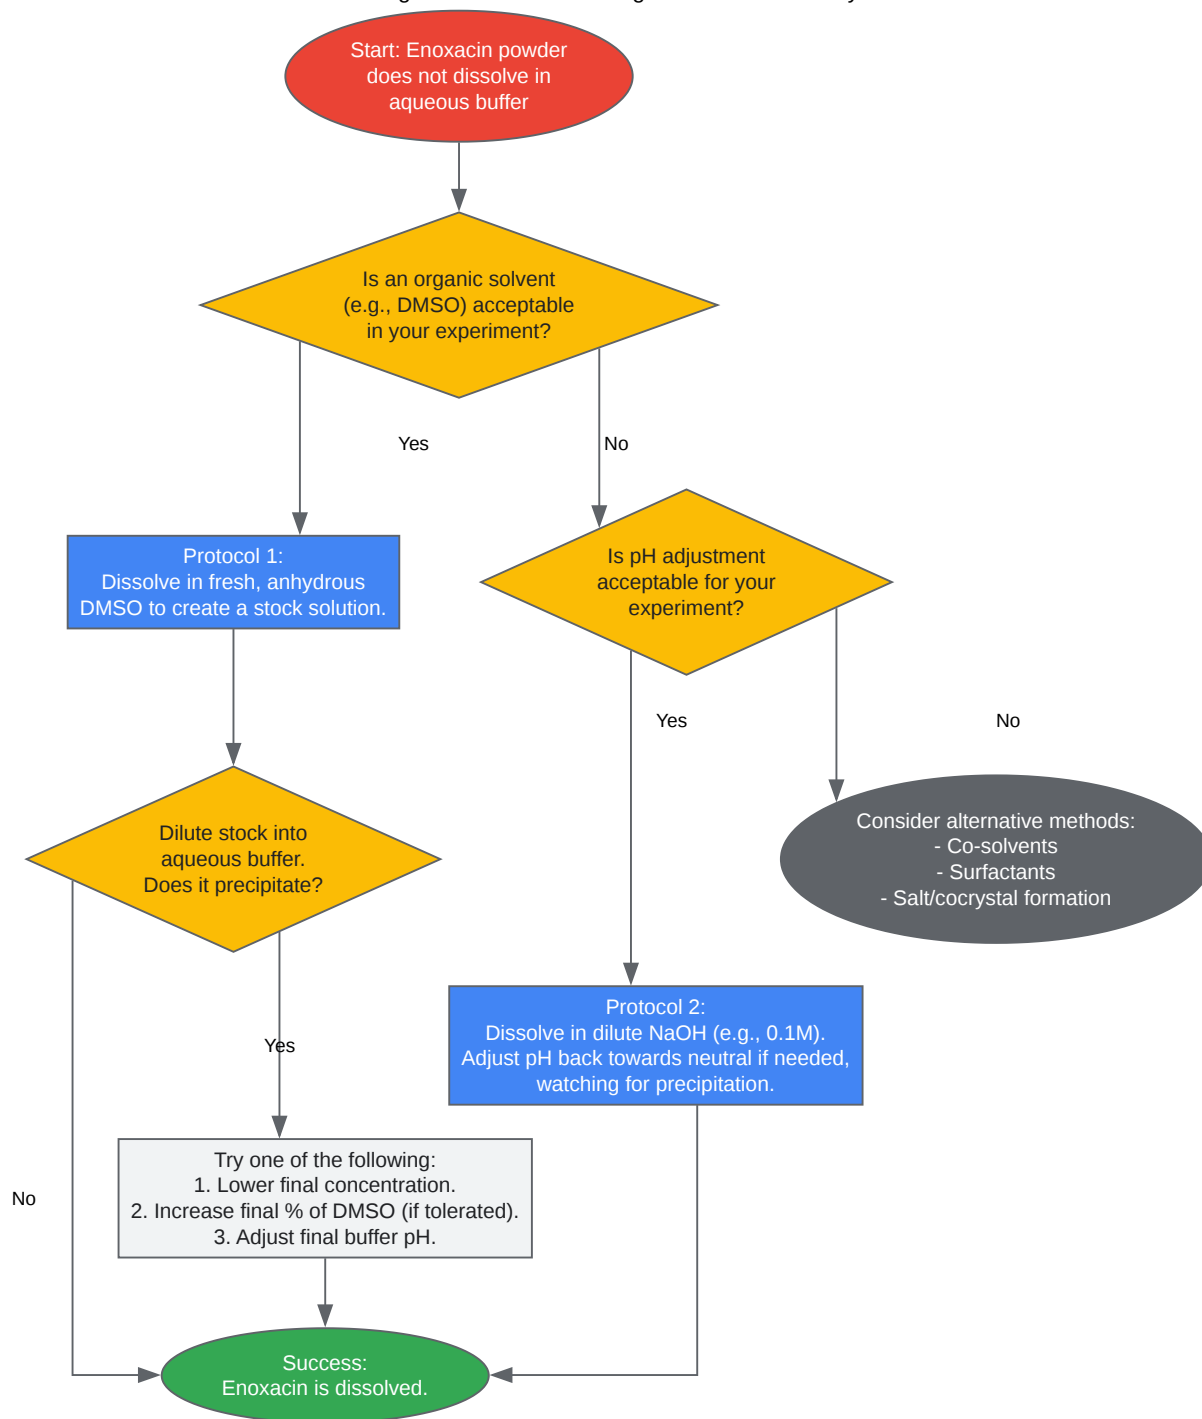 Start: Enoxacin powder
does not dissolve in
aqueous buffer
Is an organic solvent
(e.g., DMSO) acceptable
in your experiment?
Yes
No
Protocol 1:
Dissolve in fresh, anhydrous
DMSO to create a stock solution.
Is pH adjustment
acceptable for your
experiment?
Yes
No
Dilute stock into
aqueous buffer.
Does it precipitate?
Consider alternative methods:
- Co-solvents
- Surfactants
- Salt/cocrystal formation
Protocol 2:
Dissolve in dilute NaOH (e.g., 0.1M).
Adjust pH back towards neutral if needed,
watching for precipitation.
Yes
Try one of the following:
1. Lower final concentration.
2. Increase final % of DMSO (if tolerated).
3. Adjust final buffer pH.
No
Success:
Enoxacin is dissolved.